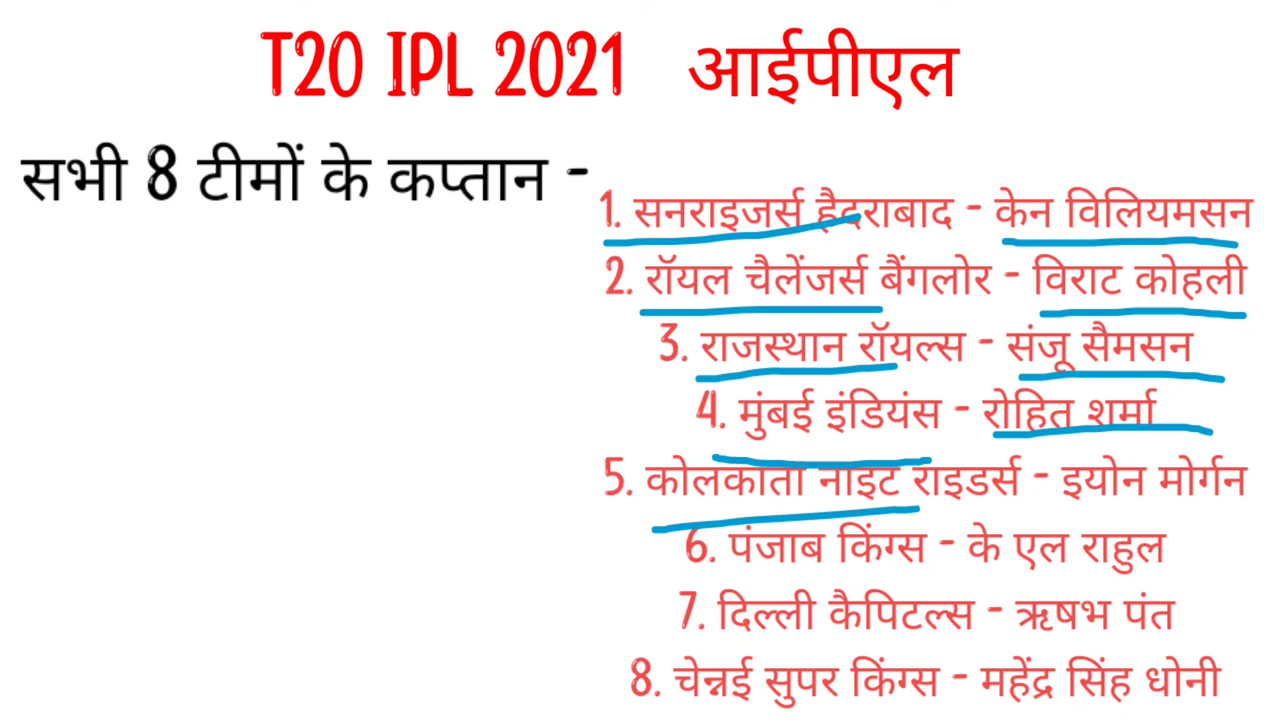 T20 IPL 2021 आईपीएल
सभी 8 टीमों के कप्तान -
1. सनराइजर्स हैदराबाद - केन विलियमसन
2. रॉयल चैलेंजर्स बैंगलोर - विराट कोहली
3. राजस्थान रॉयल्स - संजू सैमसन
4. मुंबई इंडियंस - रोहित शर्मा
5. कोलकाता नाइट राइडर्स - इयोन मोर्गन
6. पंजाब किंग्स - के एल राहुल
7. दिल्ली कैपिटल्स - ऋषभ पंत
8. चेन्नई सुपर किंग्स - महेंद्र सिंह धोनी